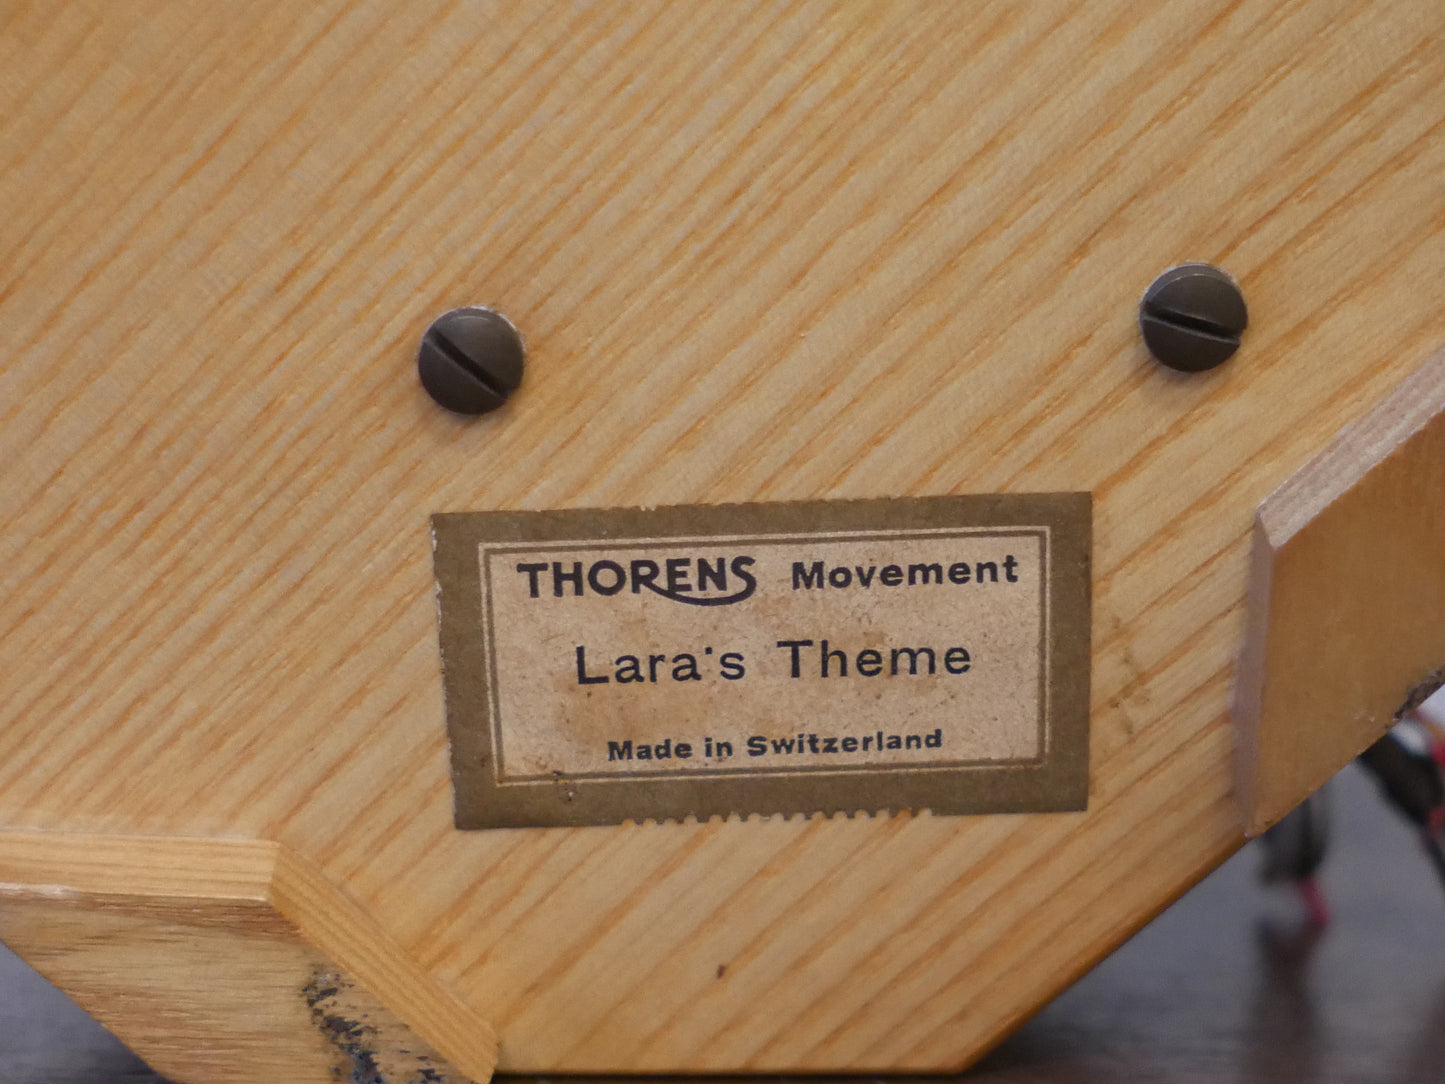 THORENS Movement
Lara's Theme
Made in Switzerland